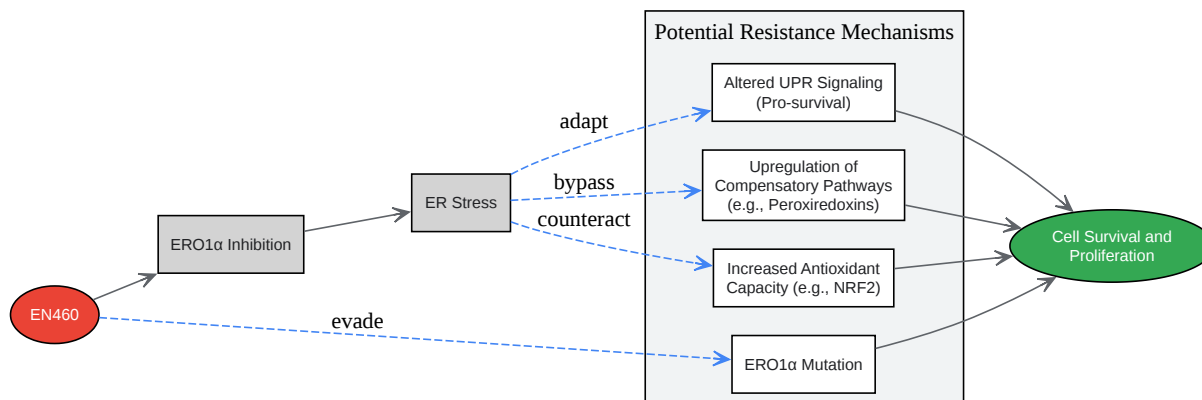 Potential Resistance Mechanisms
Altered UPR Signaling
(Pro-survival)
adapt
Upregulation of
Compensatory Pathways
(e.g., Peroxiredoxins)
bypass
ER Stress
counteract
ERO1α Inhibition
Cell Survival and
Proliferation
Increased Antioxidant
Capacity (e.g., NRF2)
EN460
evade
ERO1α Mutation